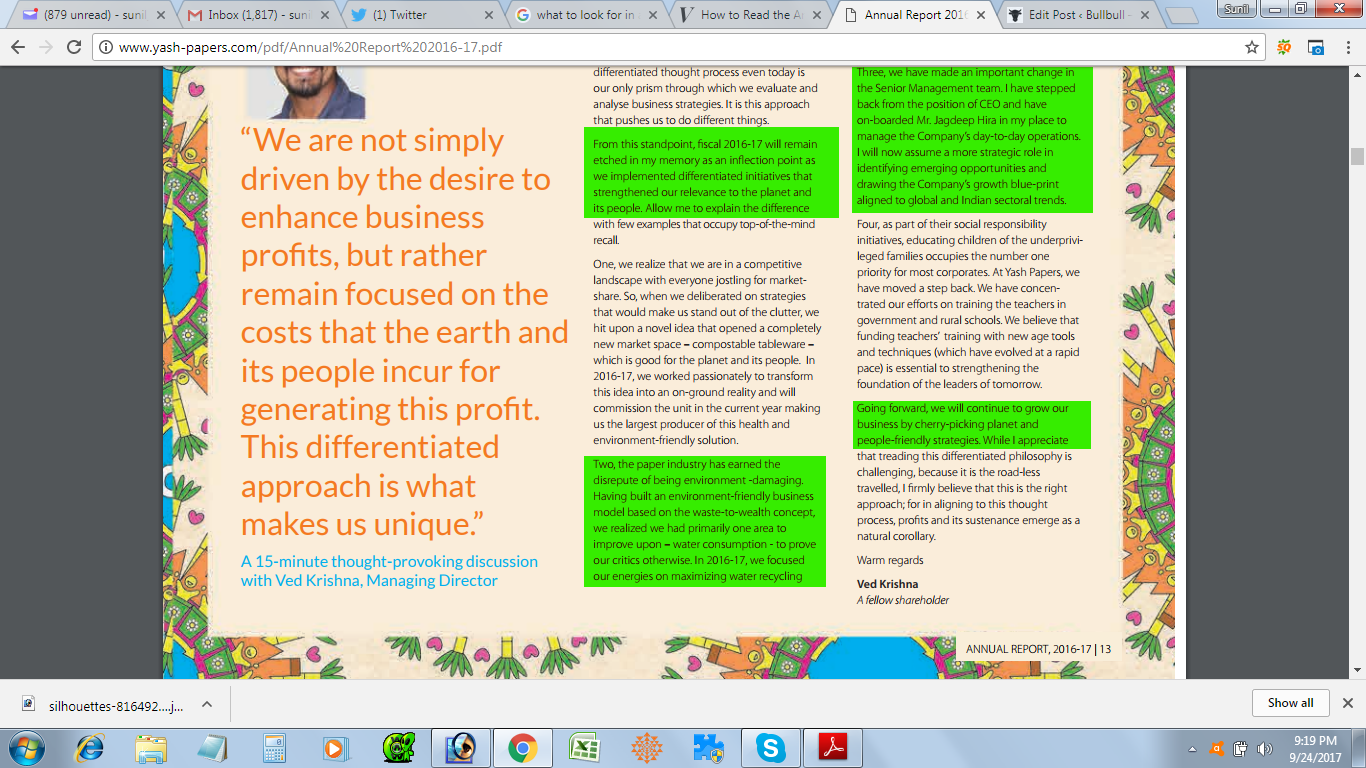 (879 unread) - sunil
Inbox (1,817) - suni
(1) Twitter
what to look for in
How to Read the A
Annual Report 2016
Edit Post ‹ Bullbull -
Sunil
www.yash-papers.com/pdf/Annual%20Report%202016-17.pdf
“We are not simply
driven by the desire to
enhance business
profits, but rather
remain focused on the
costs that the earth and
its people incur for
generating this profit.
This differentiated
approach is what
makes us unique.”
A 15-minute thought-provoking discussion
with Ved Krishna, Managing Director
differentiated thought process even today is
our only prism through which we evaluate and
analyse business strategies. It is this approach
that pushes us to do different things.
From this standpoint, fiscal 2016-17 will remain
etched in my memory as an inflection point as
we implemented differentiated initiatives that
strengthened our relevance to the planet and
its people. Allow me to explain the difference
with few examples that occupy top-of-the-mind
recall.
One, we realize that we are in a competitive
landscape with everyone jostling for market-
share. So, when we deliberated on strategies
that would make us stand out of the clutter, we
hit upon a novel idea that opened a completely
new market space – compostable tableware –
which is good for the planet and its people. In
2016-17, we worked passionately to transform
this idea into an on-ground reality and will
commission the unit in the current year making
us the largest producer of this health and
environment-friendly solution.
Two, the paper industry has earned the
disrepute of being environment -damaging.
Having built an environment-friendly business
model based on the waste-to-wealth concept,
we realized we had primarily one area to
improve upon – water consumption - to prove
our critics otherwise. In 2016-17, we focused
our energies on maximizing water recycling
Three, we have made an important change in
the Senior Management team. I have stepped
back from the position of CEO and have
on-boarded Mr. Jagdeep Hira in my place to
manage the Company’s day-to-day operations.
I will now assume a more strategic role in
identifying emerging opportunities and
drawing the Company’s growth blue-print
aligned to global and Indian sectoral trends.
Four, as part of their social responsibility
initiatives, educating children of the underprivi-
leged families occupies the number one
priority for most corporates. At Yash Papers, we
have moved a step back. We have concen-
trated our efforts on training the teachers in
government and rural schools. We believe that
funding teachers’ training with new age tools
and techniques (which have evolved at a rapid
pace) is essential to strengthening the
foundation of the leaders of tomorrow.
Going forward, we will continue to grow our
business by cherry-picking planet and
people-friendly strategies. While I appreciate
that treading this differentiated philosophy is
challenging, because it is the road-less
travelled, I firmly believe that this is the right
approach; for in aligning to this thought
process, profits and its sustenance emerge as a
natural corollary.
Warm regards
Ved Krishna
A fellow shareholder
ANNUAL REPORT, 2016-17 | 13
silhouettes-816492....j...
Show all
9:19 PM
9/24/2017